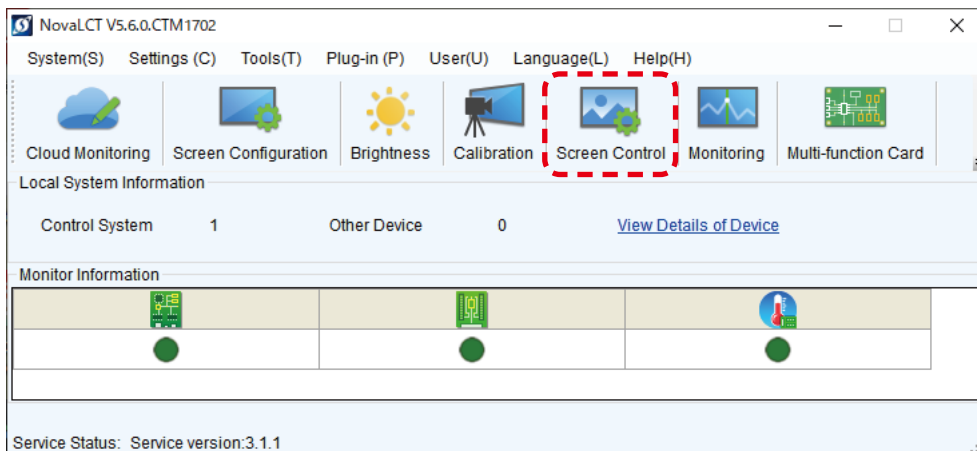 NovaLCT V5.6.0.CTM1702
System(S) Settings (C) Tools(T) Plug-in (P) User(U) Language(L) Help(H)
Cloud Monitoring Screen Configuration Brightness Calibration Screen Control Monitoring Multi-function Card
Local System Information
Control System 1 Other Device 0 View Details of Device
Monitor Information
Service Status: Service version:3.1.1